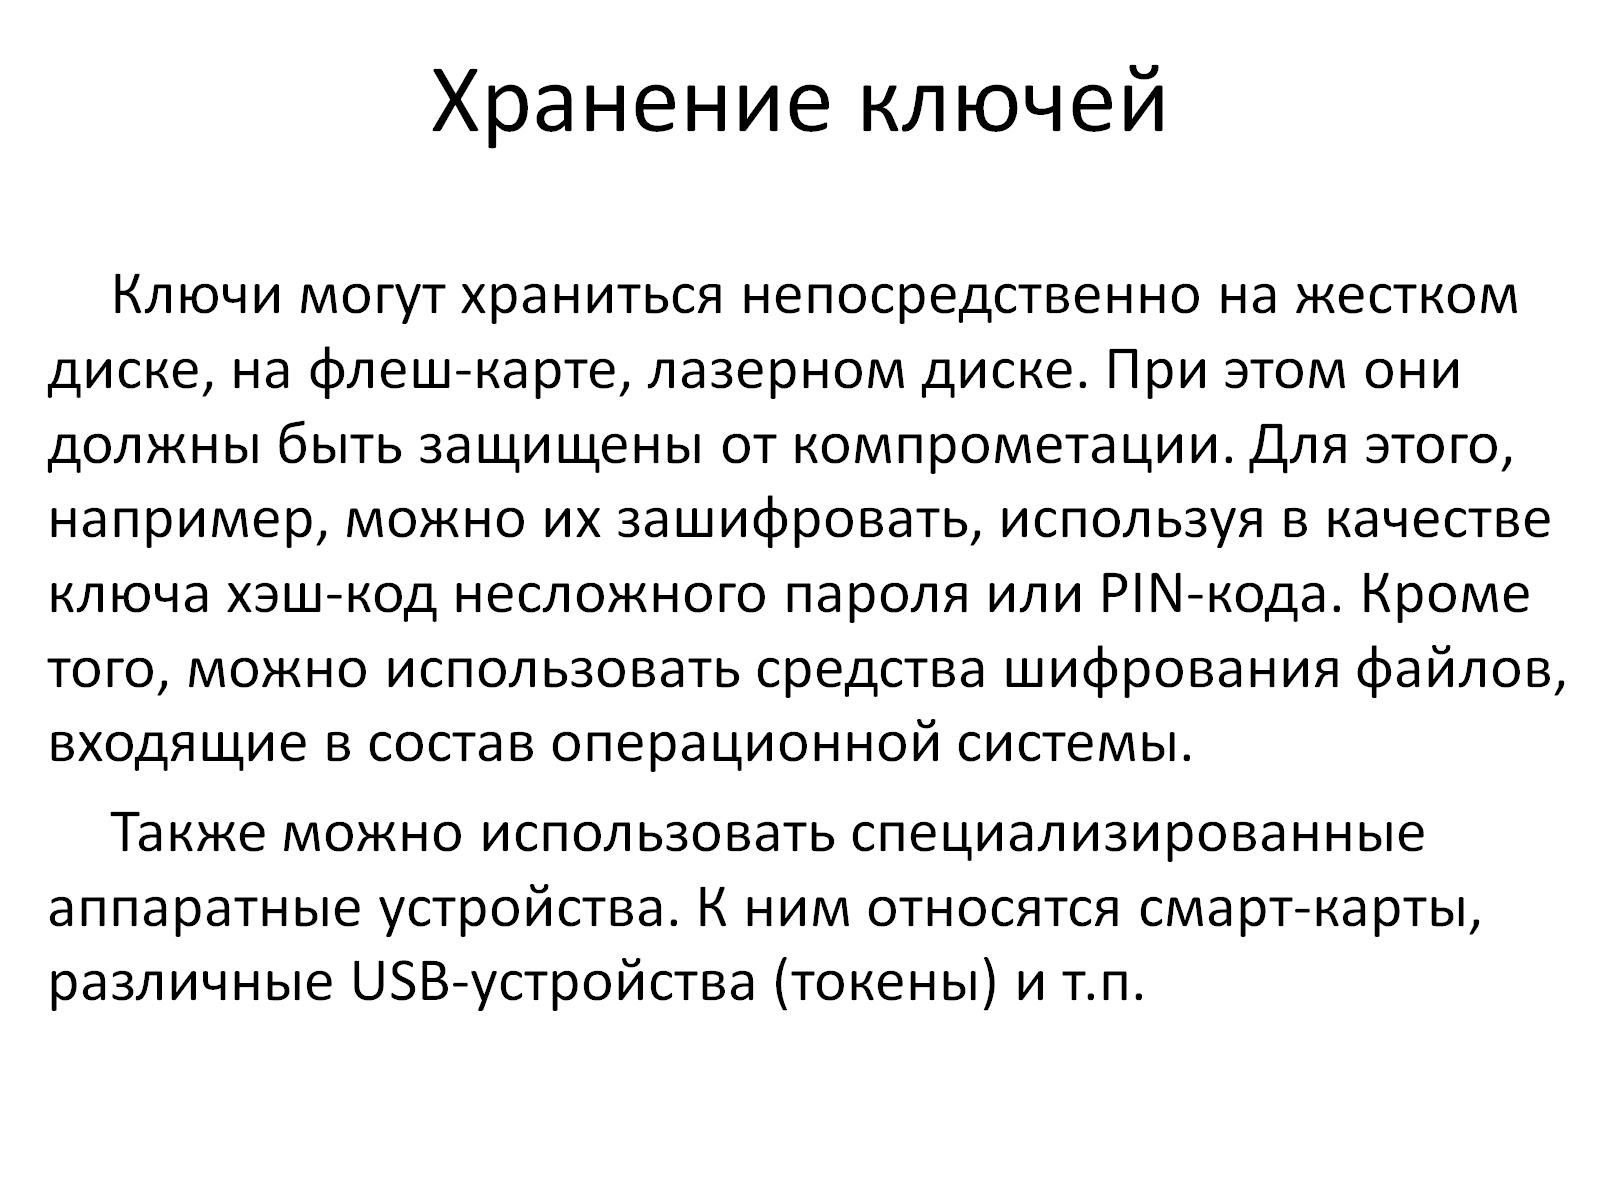 Хранение ключей
Ключи могут храниться непосредственно на жестком
диске, на флеш-карте, лазерном диске. При этом они
должны быть защищены от компрометации. Для этого,
например, можно их зашифровать, используя в качестве
ключа хэш-код несложного пароля или PIN-кода. Кроме
того, можно использовать средства шифрования файлов,
входящие в состав операционной системы.
Также можно использовать специализированные
аппаратные устройства. К ним относятся смарт-карты,
различные USB-устройства (токены) и т.п.